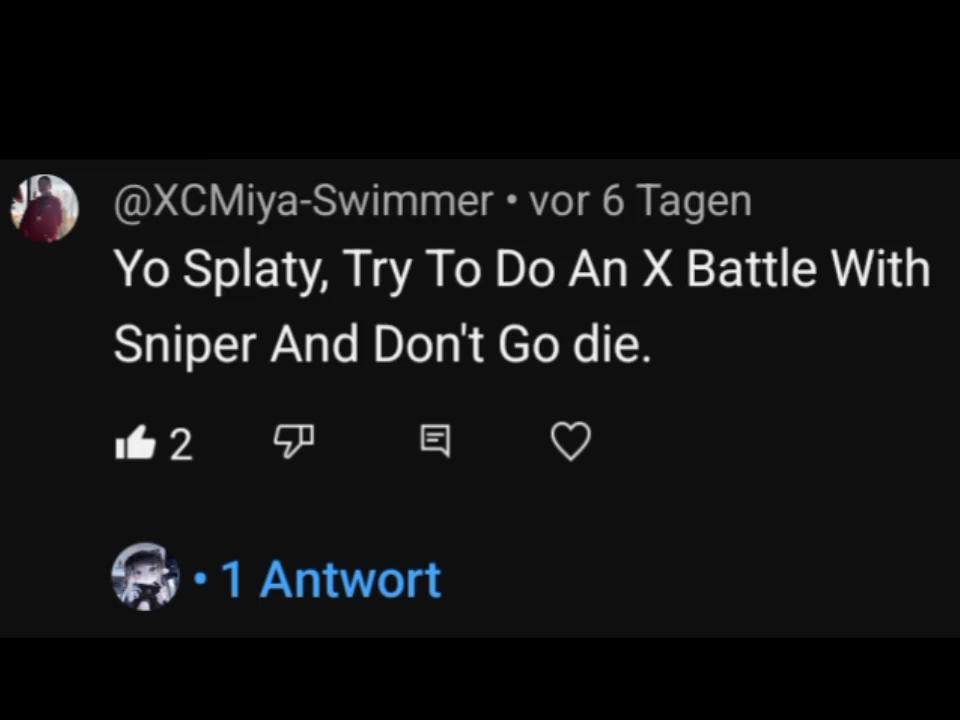 @XCMiya-Swimmer • vor 6 Tagen
Yo Splaty, Try To Do An X Battle With
Sniper And Don't Go die.
2
• 1 Antwort